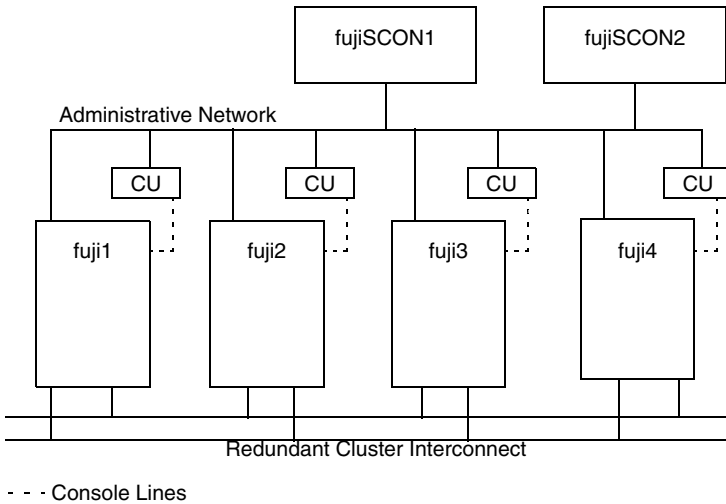 fujiSCON1
fujiSCON2
Administrative Network
CU
CU
CU
CU
fuji1
fuji2
fuji3
fuji4
Redundant Cluster Interconnect
Console Lines